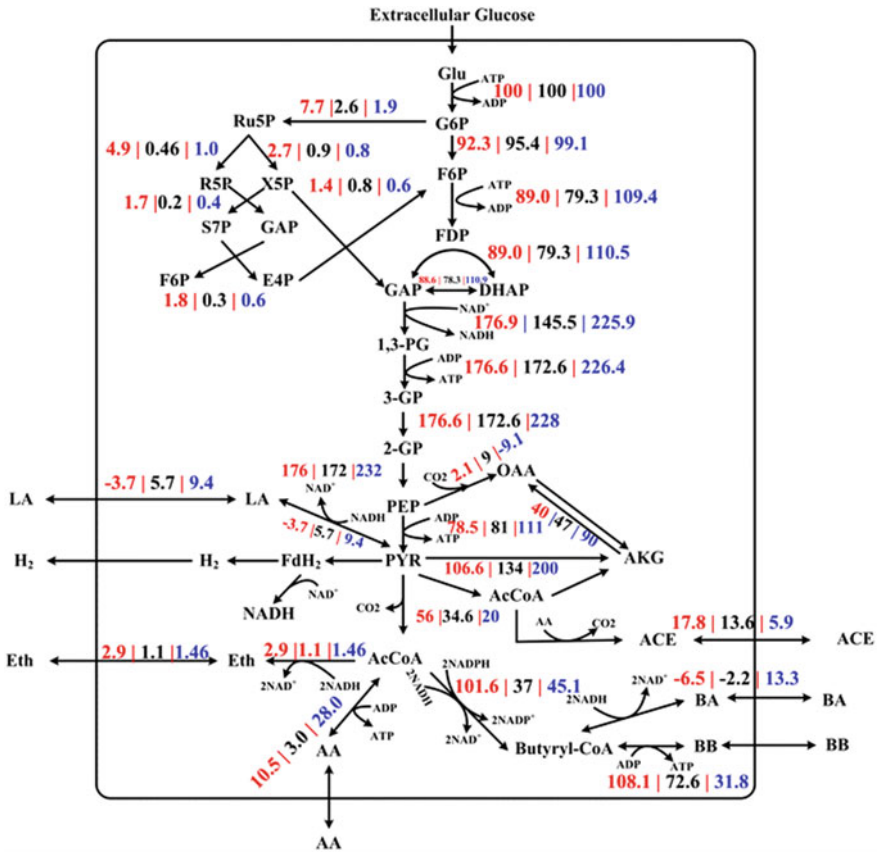 Extracellular Glucose
Glu
ATP
ADP
100 | 100 |100
7.7 |2.6 | 1.9
Ru5P
G6P
4.9 | 0.46 | 1.0
2.7 | 0.9 | 0.8
92.3 | 95.4 | 99.1
R5P
X5P
1.4 | 0.8 | 0.6
F6P
ATP
ADP
89.0 | 79.3 | 109.4
1.7 |0.2 | 0.4
S7P
GAP
FDP
89.0 | 79.3 | 110.5
F6P
E4P
1.8 | 0.3 | 0.6
GAP
88.6 | 78.3 |110.9
DHAP
NAD+
NADH
176.9 | 145.5 | 225.9
1,3-PG
ADP
ATP
176.6 | 172.6 | 226.4
3-GP
176.6 | 172.6 |228
2-GP
176 | 172 |232
CO2
2.1 | 9 |-9.1
OAA
LA
-3.7 | 5.7 | 9.4
LA
NAD+
NADH
-3.7 |5.7 | 9.4
PEP
ADP
ATP
78.5 | 81 |111
40 |47 | 90
H2
H2
FdH2
PYR
106.6 | 134 |200
AKG
NADH
NAD+
CO2
56 |34.6 |20
AcCoA
AA
CO2
ACE
17.8 | 13.6 | 5.9
ACE
Eth
2.9 | 1.1 |1.46
Eth
2.9 |1.1 | 1.46
2NAD+
2NADH
AcCoA
2NADPH
2NADH
101.6 | 37 | 45.1
2NADP+
2NAD+
2NADH
2NAD+
-6.5 | -2.2 | 13.3
BA
BA
10.5 | 3.0 | 28.0
ADP
ATP
AA
Butyryl-CoA
ADP
ATP
BB
BB
108.1 | 72.6 | 31.8
AA